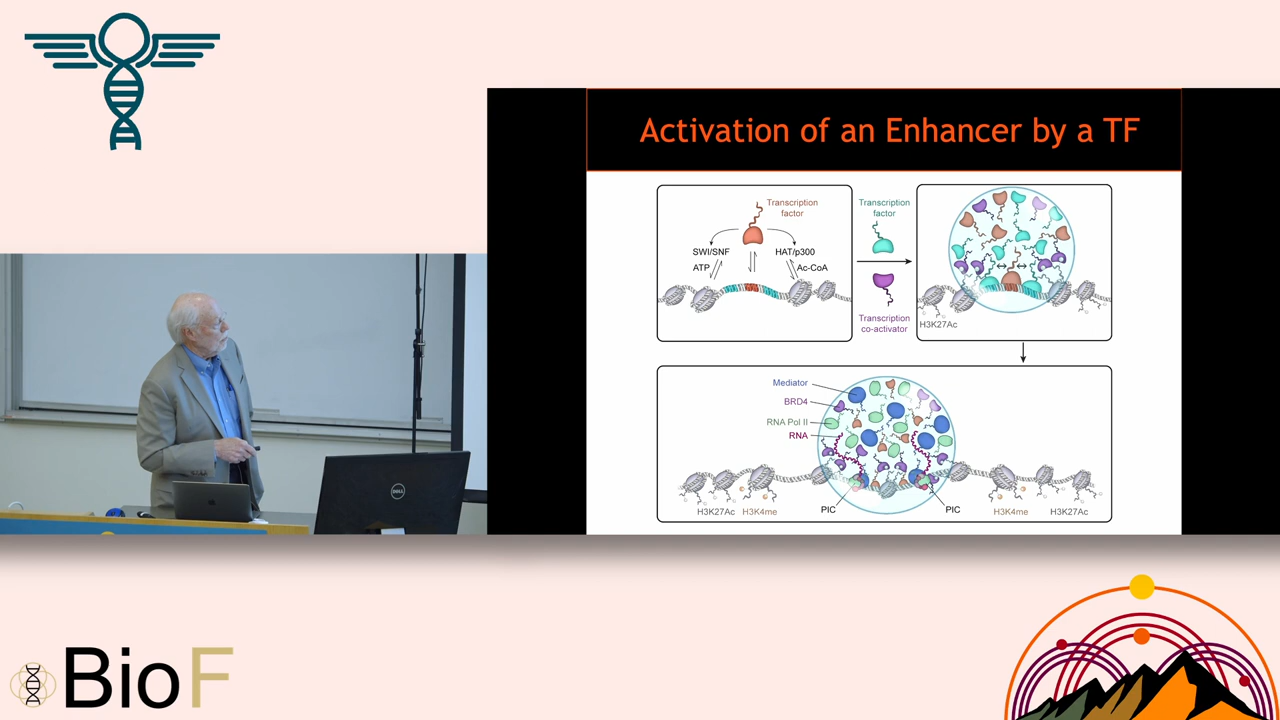 Activation of an Enhancer by a TF
Transcription
factor
SWI/SNF
HAT/p300
ATP
Ac-CoA
Transcription
factor
Transcription
co-activator
H3K27Ac
Mediator
BRD4
RNA Pol II
RNA
PIC
PIC
H3K27Ac
H3K4me
H3K4me
H3K27Ac
DELL
BioF